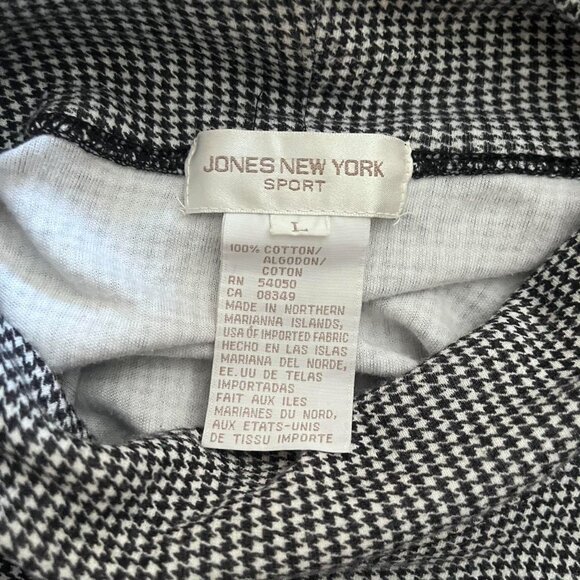 JONES NEW YORK
SPORT
L
100% COTTON/
ALGODON/
COTON
RN 54050
CA 08349
MADE IN NORTHERN
MARIANNA ISLANDS,
USA OF IMPORTED FABRIC
HECHO EN LAS ISLAS
MARIANA DEL NORDE,
EE.UU DE TELAS
IMPORTADAS
FAIT AUX ILES
MARIANES DU NORD,
AUX ETATS-UNIS
DE TISSU IMPORTE